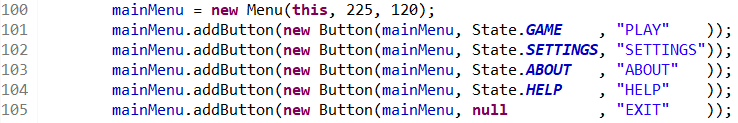 100        mainMenu = new Menu(this, 225, 120);
101        mainMenu.addButton(new Button(mainMenu, State.GAME    , "PLAY"    ));
102        mainMenu.addButton(new Button(mainMenu, State.SETTINGS, "SETTINGS"));
103        mainMenu.addButton(new Button(mainMenu, State.ABOUT   , "ABOUT"   ));
104        mainMenu.addButton(new Button(mainMenu, State.HELP    , "HELP"    ));
105        mainMenu.addButton(new Button(mainMenu, null          , "EXIT"    ));